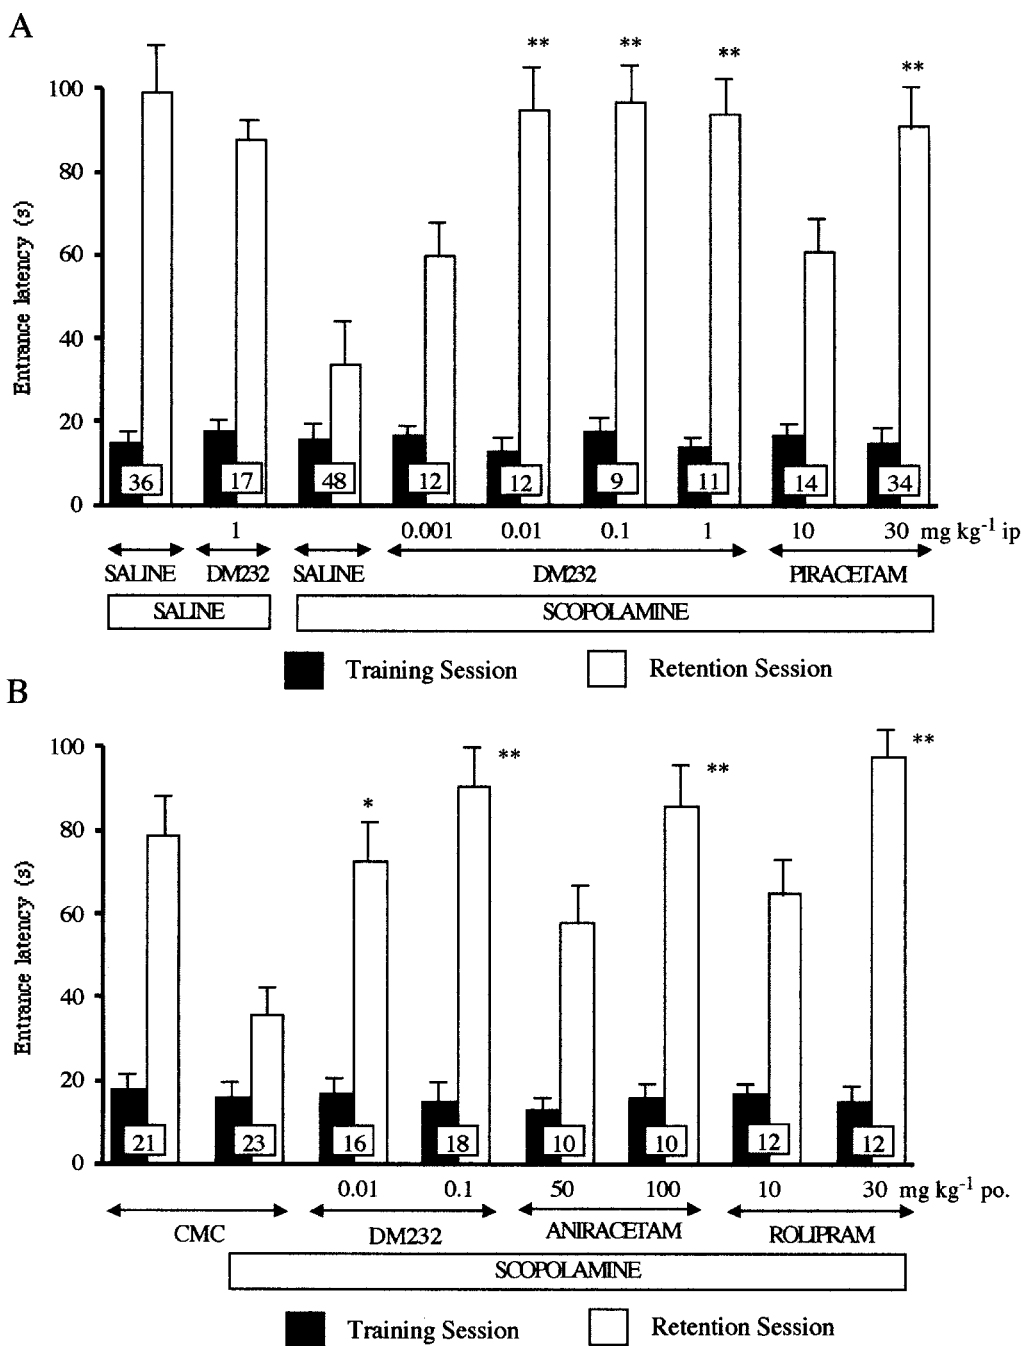 A
Entrance latency (s)
100
80
60
40
20
0
** ** ** **
36 17 48 12 12 9 11 14 34
1 0.001 0.01 0.1 1 10 30 mg kg-1 ip
SALINE DM232 SALINE DM232 PIRACETAM
SALINE SCOPOLAMINE
Training Session Retention Session
B
Entrance latency (s)
100
80
60
40
20
0
* ** ** **
21 23 16 18 10 10 12 12
0.01 0.1 50 100 10 30 mg kg-1 po.
CMC DM232 ANIRACETAM ROLIPRAM
SCOPOLAMINE
Training Session Retention Session